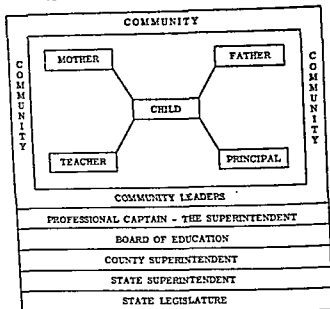 COMMUNITY
COMMUNITY
COMMUNITY
MOTHER
FATHER
CHILD
TEACHER
PRINCIPAL
COMMUNITY LEADERS
PROFESSIONAL CAPTAIN - THE SUPERINTENDENT
BOARD OF EDUCATION
COUNTY SUPERINTENDENT
STATE SUPERINTENDENT
STATE LEGISLATURE